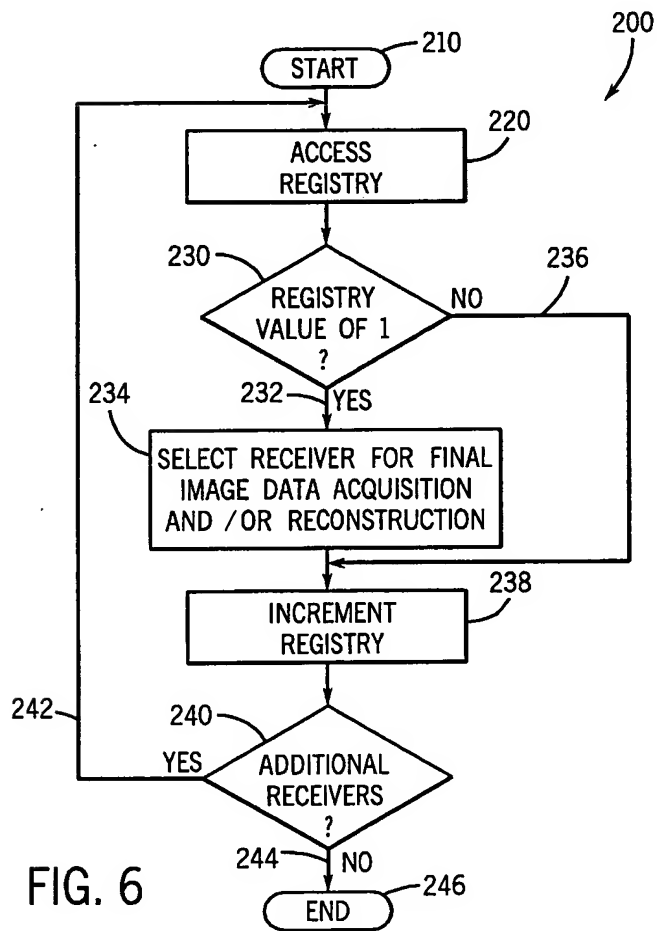 210
200
START
220
ACCESS
REGISTRY
230
236
REGISTRY
VALUE OF 1
?
NO
234
232
YES
SELECT RECEIVER FOR FINAL
IMAGE DATA ACQUISITION
AND /OR RECONSTRUCTION
238
INCREMENT
REGISTRY
242
240
YES
ADDITIONAL
RECEIVERS
?
244
NO
246
END
FIG. 6